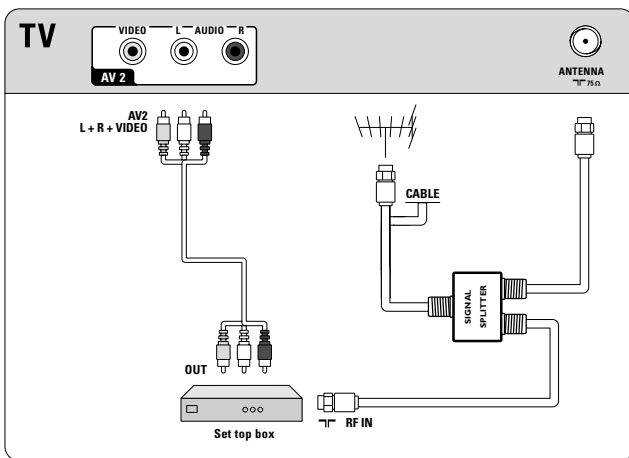 TV
VIDEO L AUDIO R
AV 2
ANTENNA
75 Ω
AV2
L + R + VIDEO
CABLE
SIGNAL
SPLITTER
OUT
RF IN
Set top box